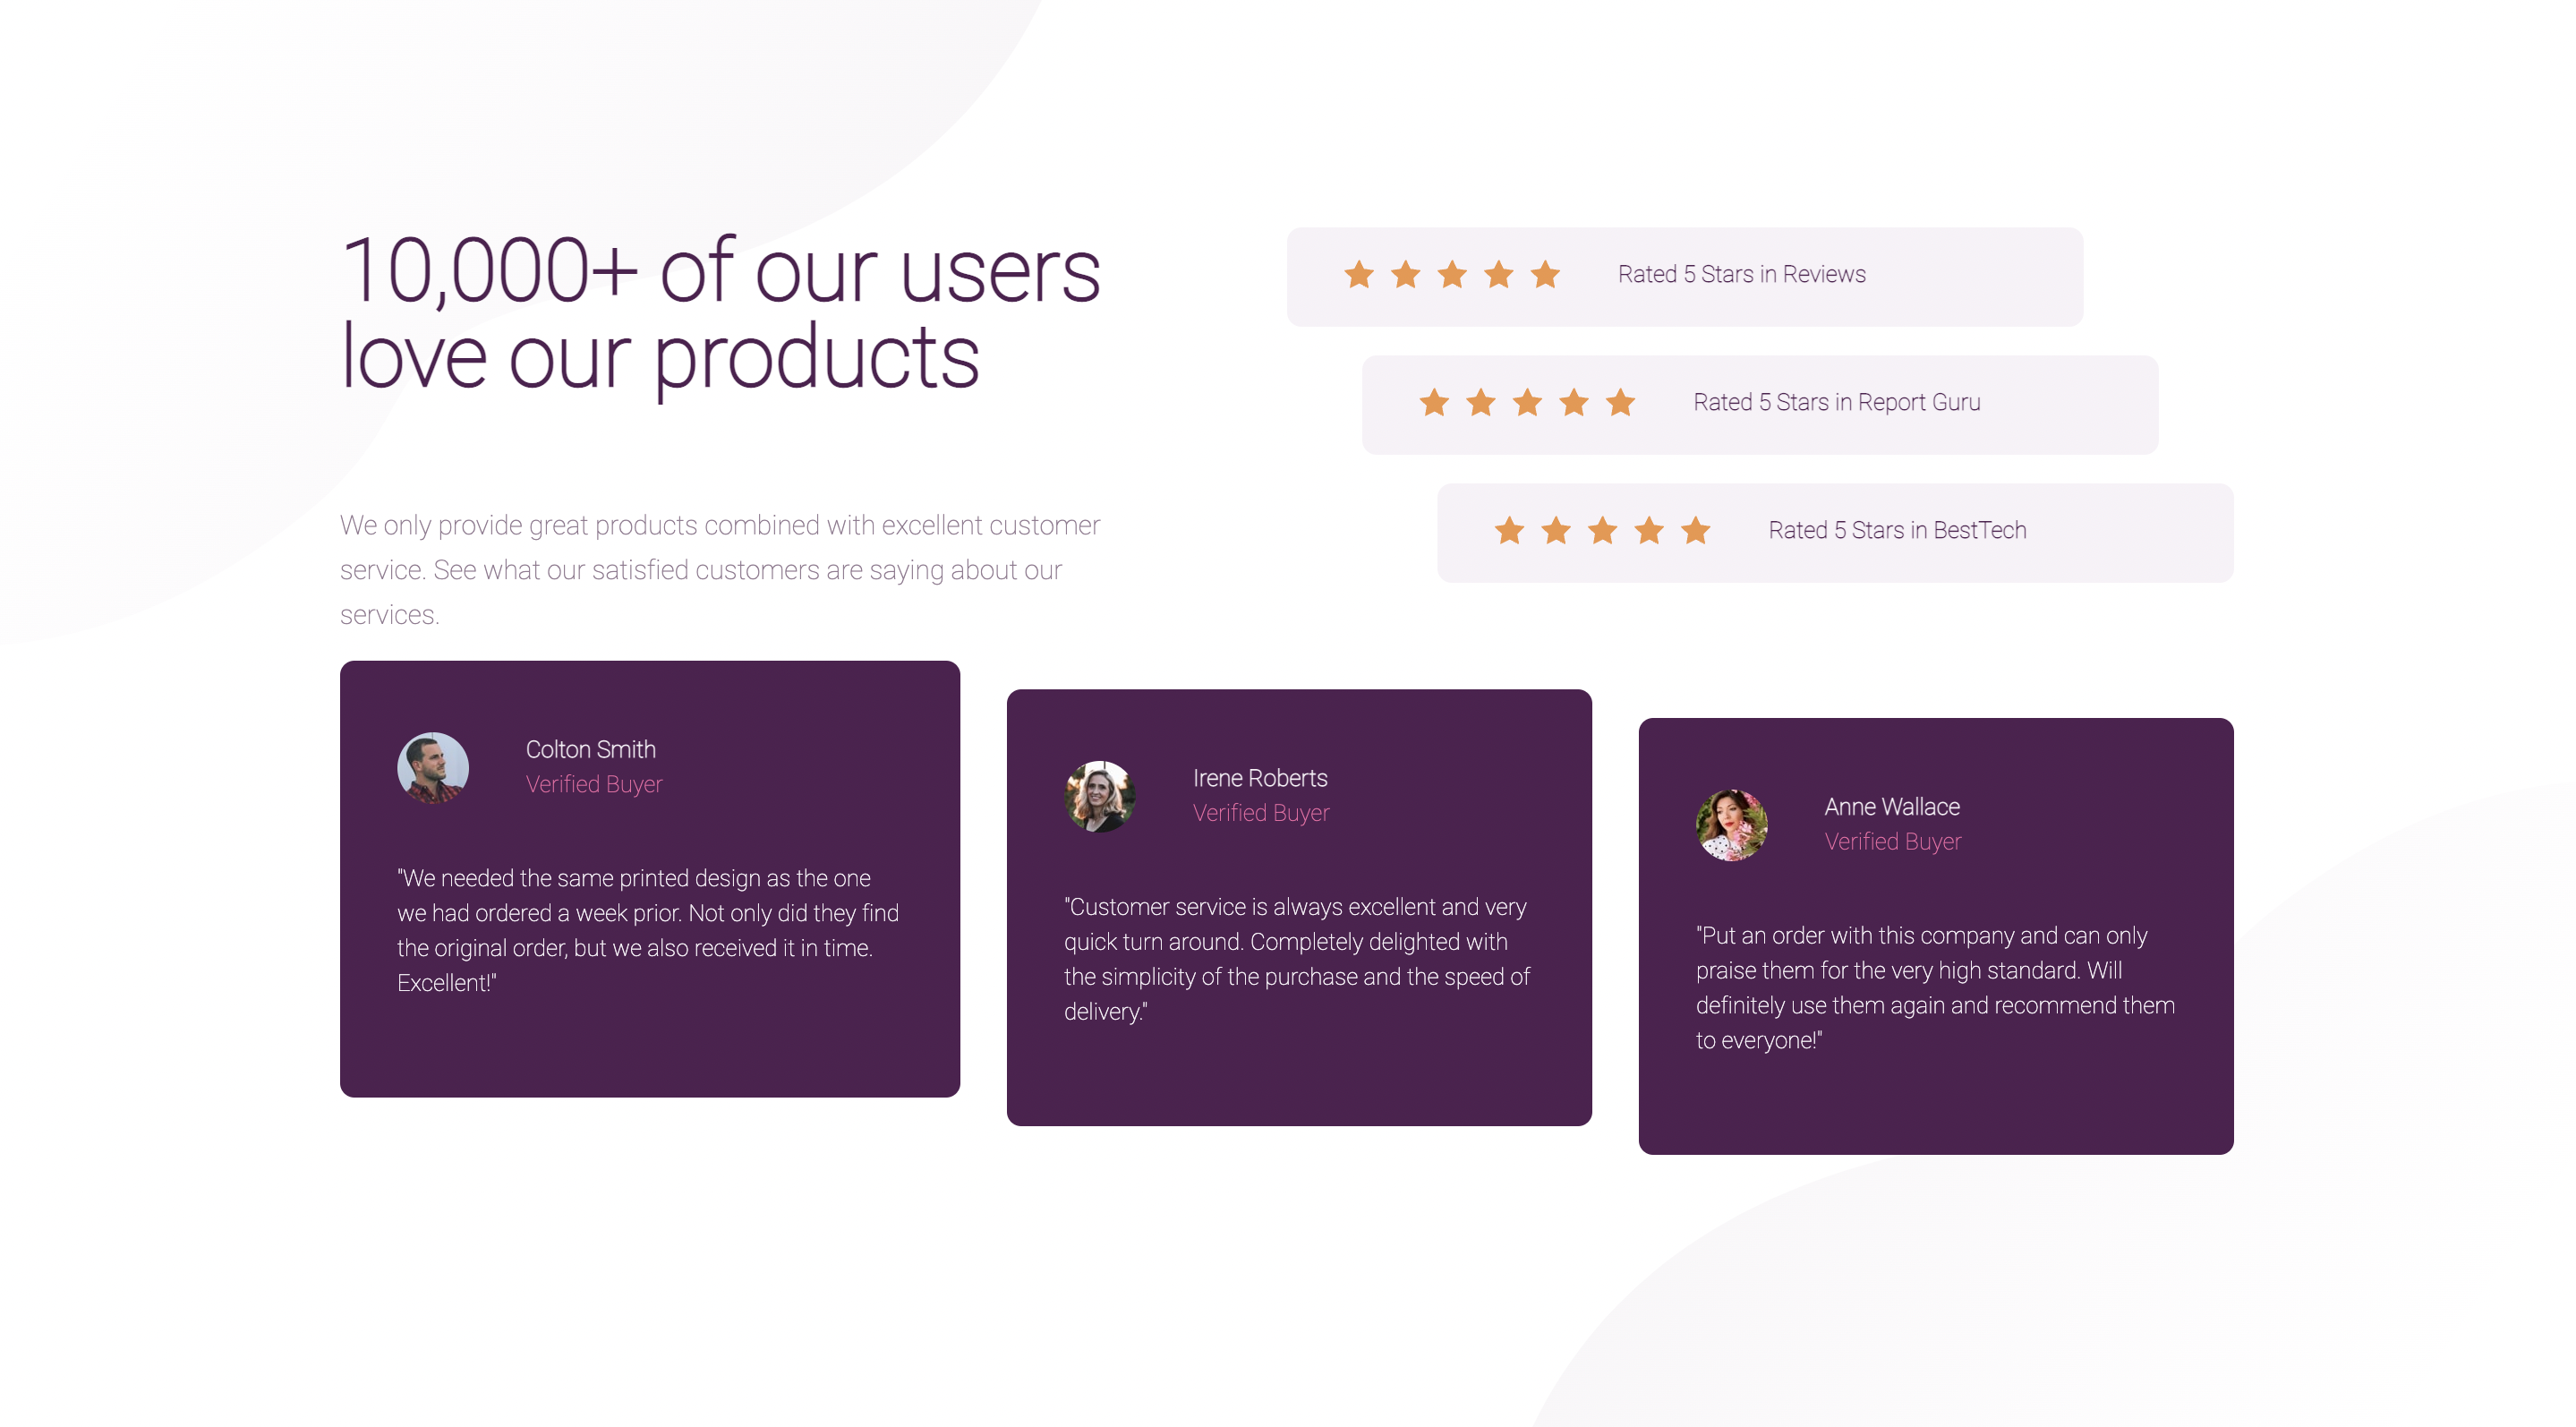 10,000+ of our users
love our products
We only provide great products combined with excellent customer
service. See what our satisfied customers are saying about our
services.
Rated 5 Stars in Reviews
Rated 5 Stars in Report Guru
Rated 5 Stars in BestTech
Colton Smith
Verified Buyer
"We needed the same printed design as the one
we had ordered a week prior. Not only did they find
the original order, but we also received it in time.
Excellent!"
Irene Roberts
Verified Buyer
"Customer service is always excellent and very
quick turn around. Completely delighted with
the simplicity of the purchase and the speed of
delivery."
Anne Wallace
Verified Buyer
"Put an order with this company and can only
praise them for the very high standard. Will
definitely use them again and recommend them
to everyone!"